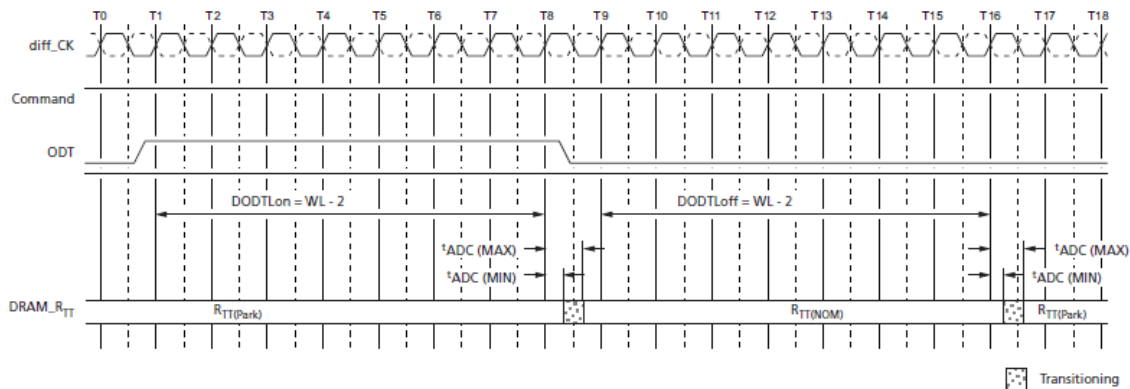 T0 T1 T2 T3 T4 T5 T6 T7 T8 T9 T10 T11 T12 T13 T14 T15 T16 T17 T18
diff_CK
Command
ODT
DODTLon = WL - 2
DODTLoff = WL - 2
tADC (MAX)
tADC (MAX)
tADC (MIN)
tADC (MIN)
DRAM_RTT
RTT(Park)
RTT(NOM)
RTT(Park)
Transitioning